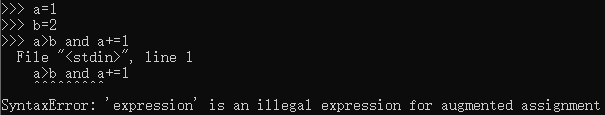 >>> a=1
>>> b=2
>>> a>b and a+=1
  File "<stdin>", line 1
    a>b and a+=1
    ^^^^^^^^^
SyntaxError: 'expression' is an illegal expression for augmented assignment